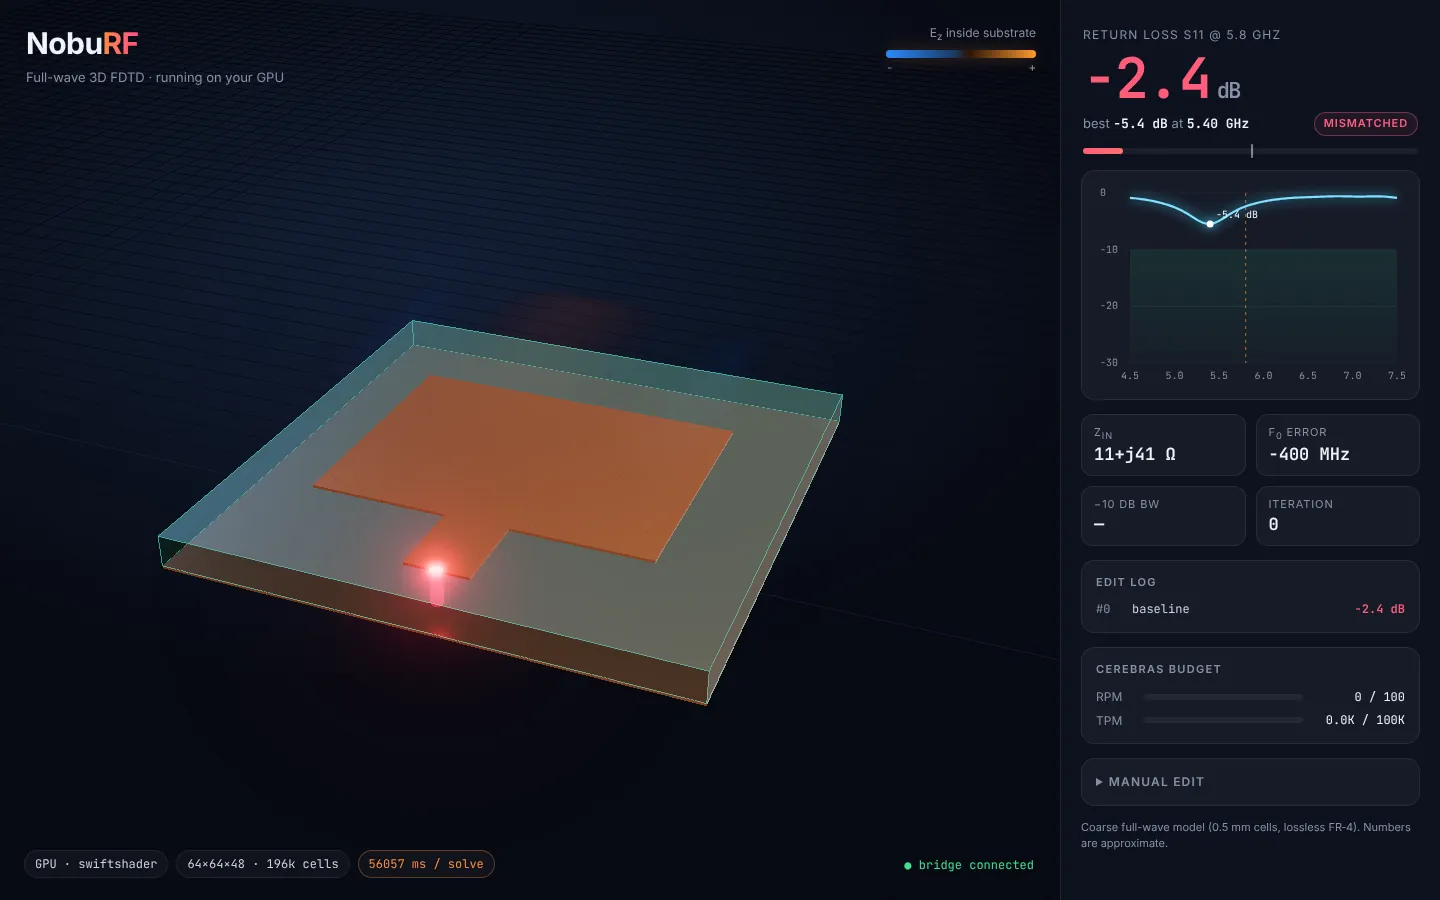 NobuRF
Full-wave 3D FDTD · running on your GPU
Ez inside substrate
- +
RETURN LOSS S11 @ 5.8 GHZ
-2.4 dB
best -5.4 dB at 5.40 GHz
MISMATCHED
0
-5.4 dB
-10
-20
-30
4.5 5.0 5.5 6.0 6.5 7.0 7.5
ZIN
11+j41 Ω
F0 ERROR
-400 MHz
−10 DB BW
—
ITERATION
0
EDIT LOG
#0 baseline -2.4 dB
CEREBRAS BUDGET
RPM 0 / 100
TPM 0.0K / 100K
▸ MANUAL EDIT
Coarse full-wave model (0.5 mm cells, lossless FR-4). Numbers
are approximate.
GPU · swiftshader
64×64×48 · 196k cells
56057 ms / solve
● bridge connected